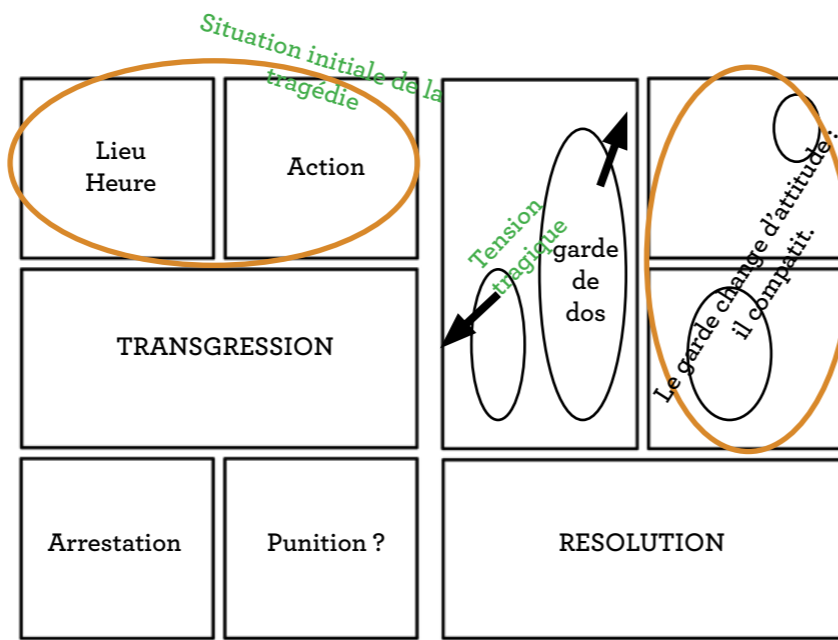 Situation initiale de la
tragédie
Lieu
Heure
Action
TRANSGRESSION
Arrestation
Punition ?
Tension
tragique
garde
de
dos
Le garde change d’attitude...
il compatit.
RESOLUTION